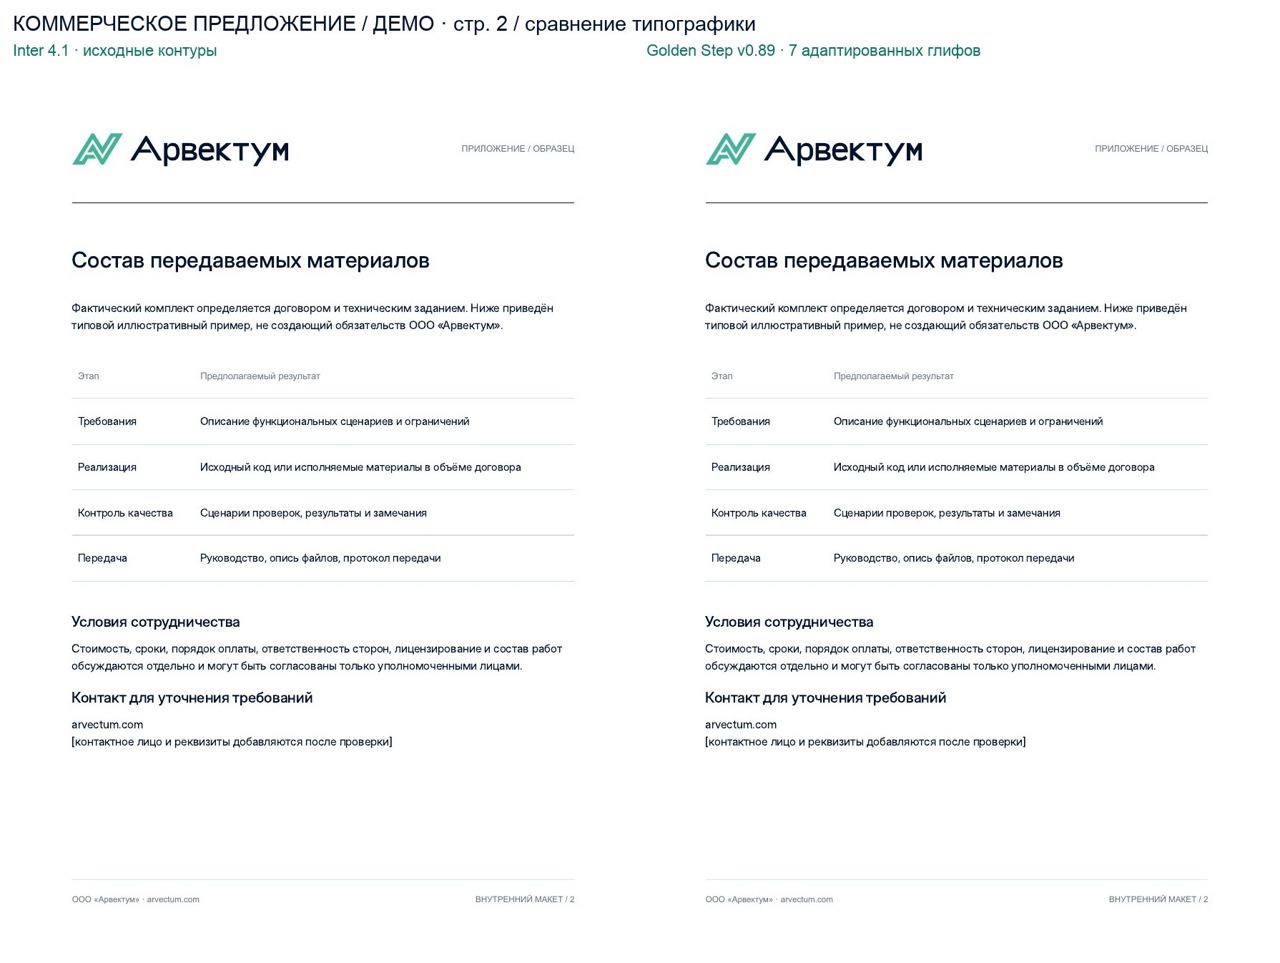 КОММЕРЧЕСКОЕ ПРЕДЛОЖЕНИЕ / ДЕМО · стр. 2 / сравнение типографики
Inter 4.1 · исходные контуры
Арвектум
ПРИЛОЖЕНИЕ / ОБРАЗЕЦ
Состав передаваемых материалов
Фактический комплект определяется договором и техническим заданием. Ниже приведён
типовой иллюстративный пример, не создающий обязательств ООО «Арвектум».
Этап Предполагаемый результат
Требования Описание функциональных сценариев и ограничений
Реализация Исходный код или исполняемые материалы в объёме договора
Контроль качества Сценарии проверок, результаты и замечания
Передача Руководство, опись файлов, протокол передачи
Условия сотрудничества
Стоимость, сроки, порядок оплаты, ответственность сторон, лицензирование и состав работ
обсуждаются отдельно и могут быть согласованы только уполномоченными лицами.
Контакт для уточнения требований
arvectum.com
[контактное лицо и реквизиты добавляются после проверки]
ООО «Арвектум» · arvectum.com
ВНУТРЕННИЙ МАКЕТ / 2
Golden Step v0.89 · 7 адаптированных глифов
Арвектум
ПРИЛОЖЕНИЕ / ОБРАЗЕЦ
Состав передаваемых материалов
Фактический комплект определяется договором и техническим заданием. Ниже приведён
типовой иллюстративный пример, не создающий обязательств ООО «Арвектум».
Этап Предполагаемый результат
Требования Описание функциональных сценариев и ограничений
Реализация Исходный код или исполняемые материалы в объёме договора
Контроль качества Сценарии проверок, результаты и замечания
Передача Руководство, опись файлов, протокол передачи
Условия сотрудничества
Стоимость, сроки, порядок оплаты, ответственность сторон, лицензирование и состав работ
обсуждаются отдельно и могут быть согласованы только уполномоченными лицами.
Контакт для уточнения требований
arvectum.com
[контактное лицо и реквизиты добавляются после проверки]
ООО «Арвектум» · arvectum.com
ВНУТРЕННИЙ МАКЕТ / 2